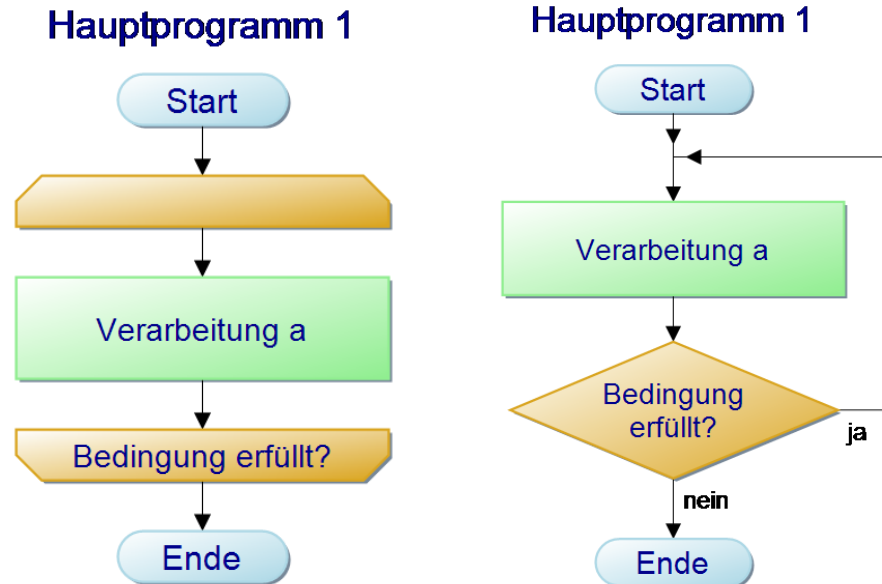 Hauptprogramm 1
Start
Verarbeitung a
Bedingung erfüllt?
Ende
Hauptprogramm 1
Start
Verarbeitung a
Bedingung
erfüllt?
ja
nein
Ende